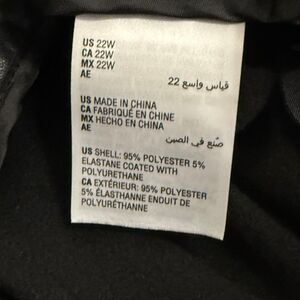 US 22W
CA 22W
MX 22W
AE قياس واسع 22
US MADE IN CHINA
CA FABRIQUÉ EN CHINE
MX HECHO EN CHINA
AE
صُنع في الصين
US SHELL: 95% POLYESTER 5%
ELASTANE COATED WITH
POLYURETHANE
CA EXTÉRIEUR: 95% POLYESTER
5% ÉLASTHANNE ENDUIT DE
POLYURÉTHANNE